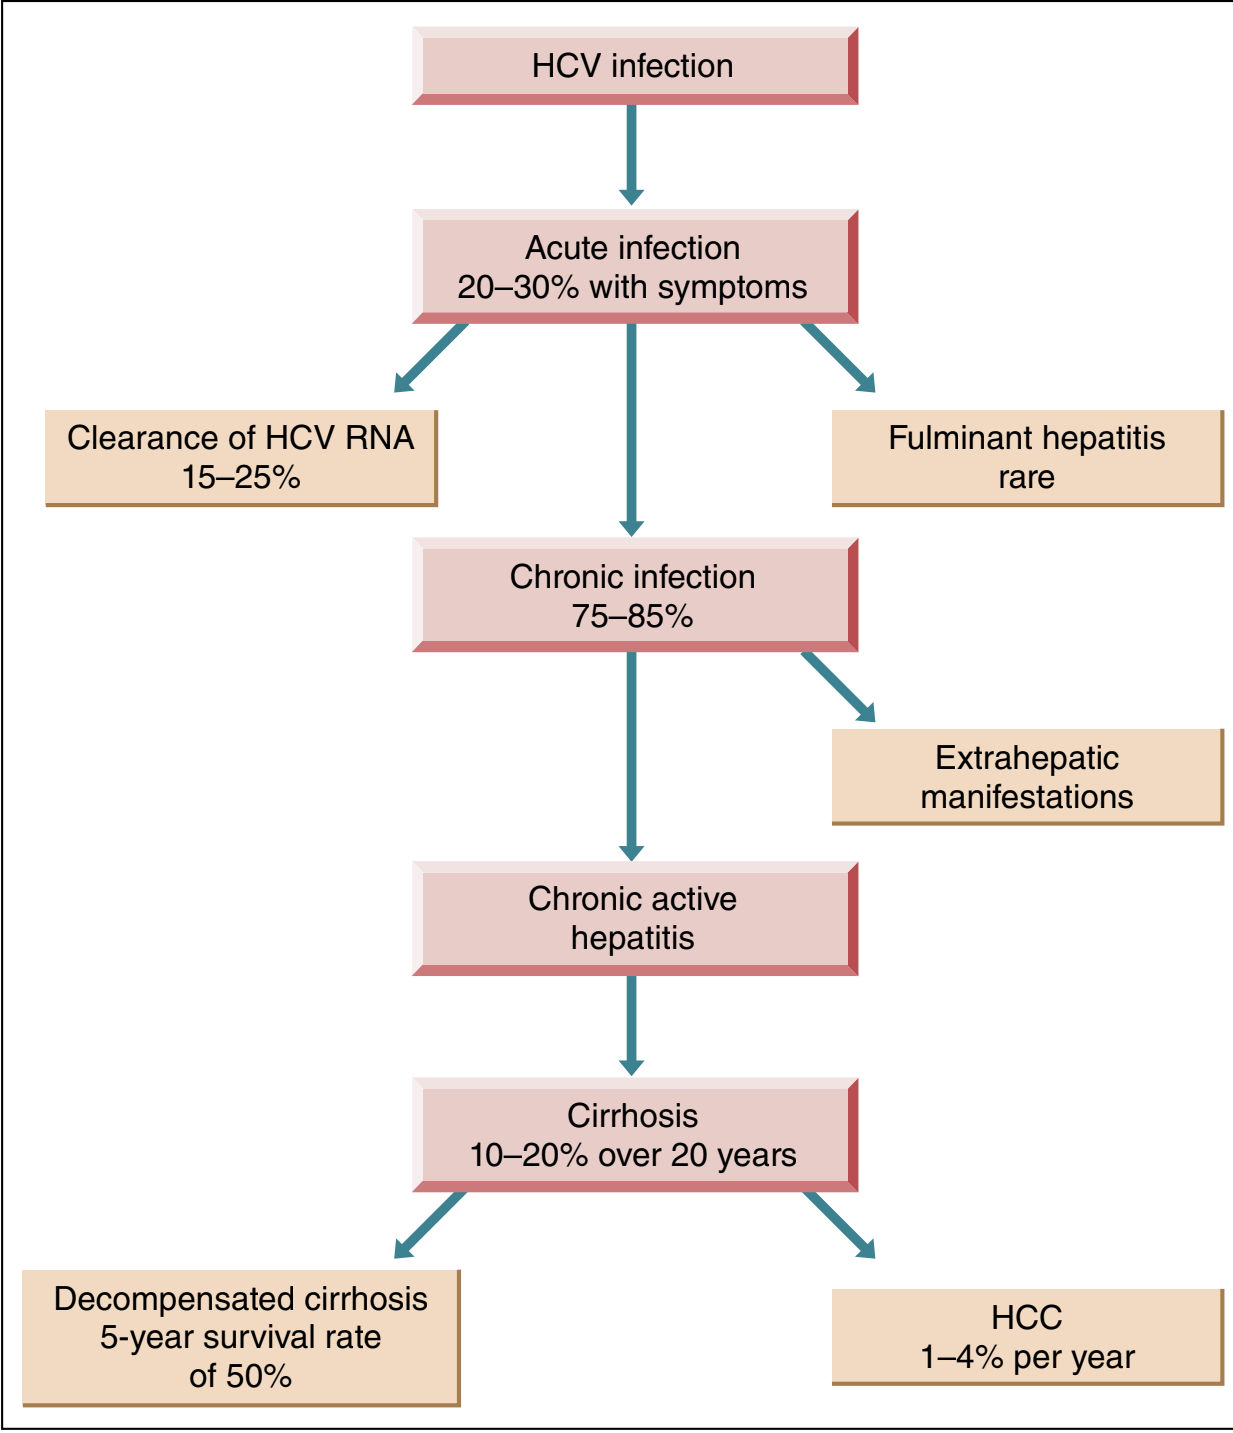 HCV infection
Acute infection
20–30% with symptoms
Clearance of HCV RNA
15–25%
Fulminant hepatitis
rare
Chronic infection
75–85%
Extrahepatic
manifestations
Chronic active
hepatitis
Cirrhosis
10–20% over 20 years
Decompensated cirrhosis
5-year survival rate
of 50%
HCC
1–4% per year